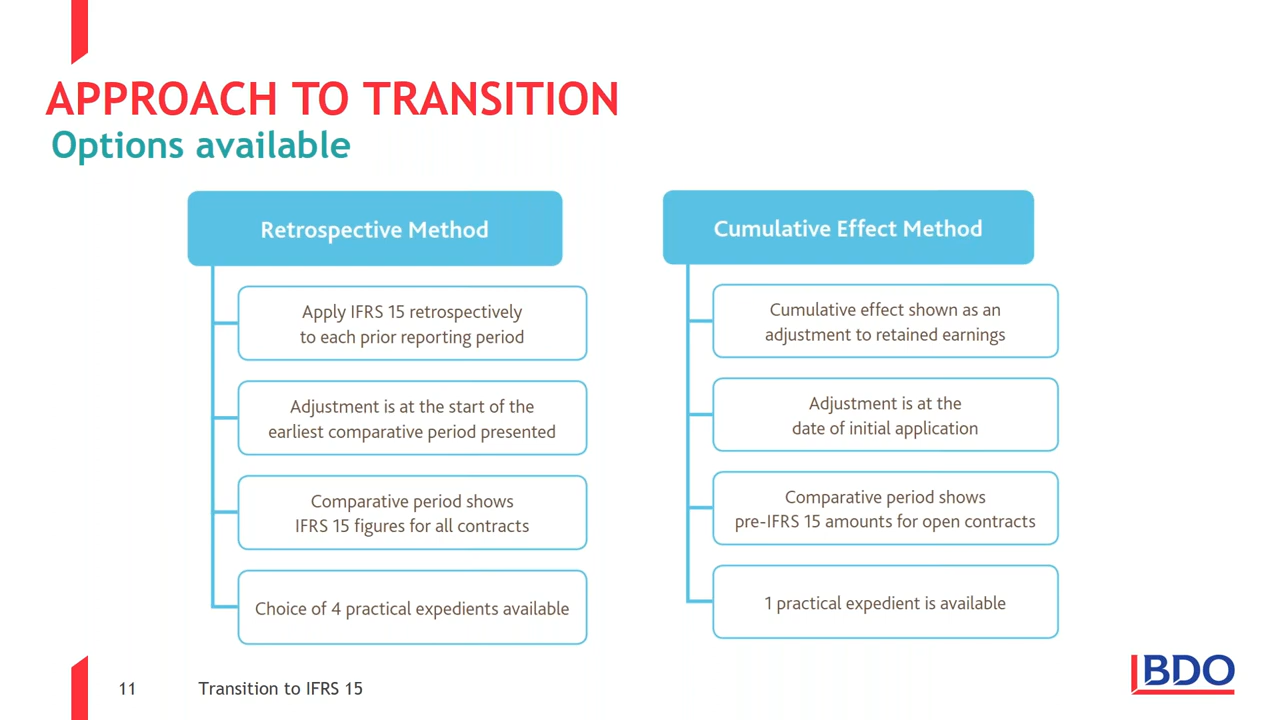 APPROACH TO TRANSITION
Options available
Retrospective Method
Apply IFRS 15 retrospectively
to each prior reporting period
Adjustment is at the start of the
earliest comparative period presented
Comparative period shows
IFRS 15 figures for all contracts
Choice of 4 practical expedients available
Cumulative Effect Method
Cumulative effect shown as an
adjustment to retained earnings
Adjustment is at the
date of initial application
Comparative period shows
pre-IFRS 15 amounts for open contracts
1 practical expedient is available
11 Transition to IFRS 15
BDO